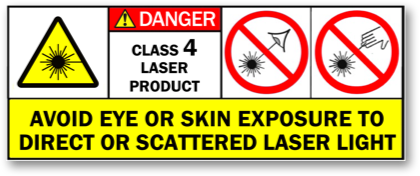 DANGER
CLASS 4
LASER
PRODUCT
AVOID EYE OR SKIN EXPOSURE TO
DIRECT OR SCATTERED LASER LIGHT